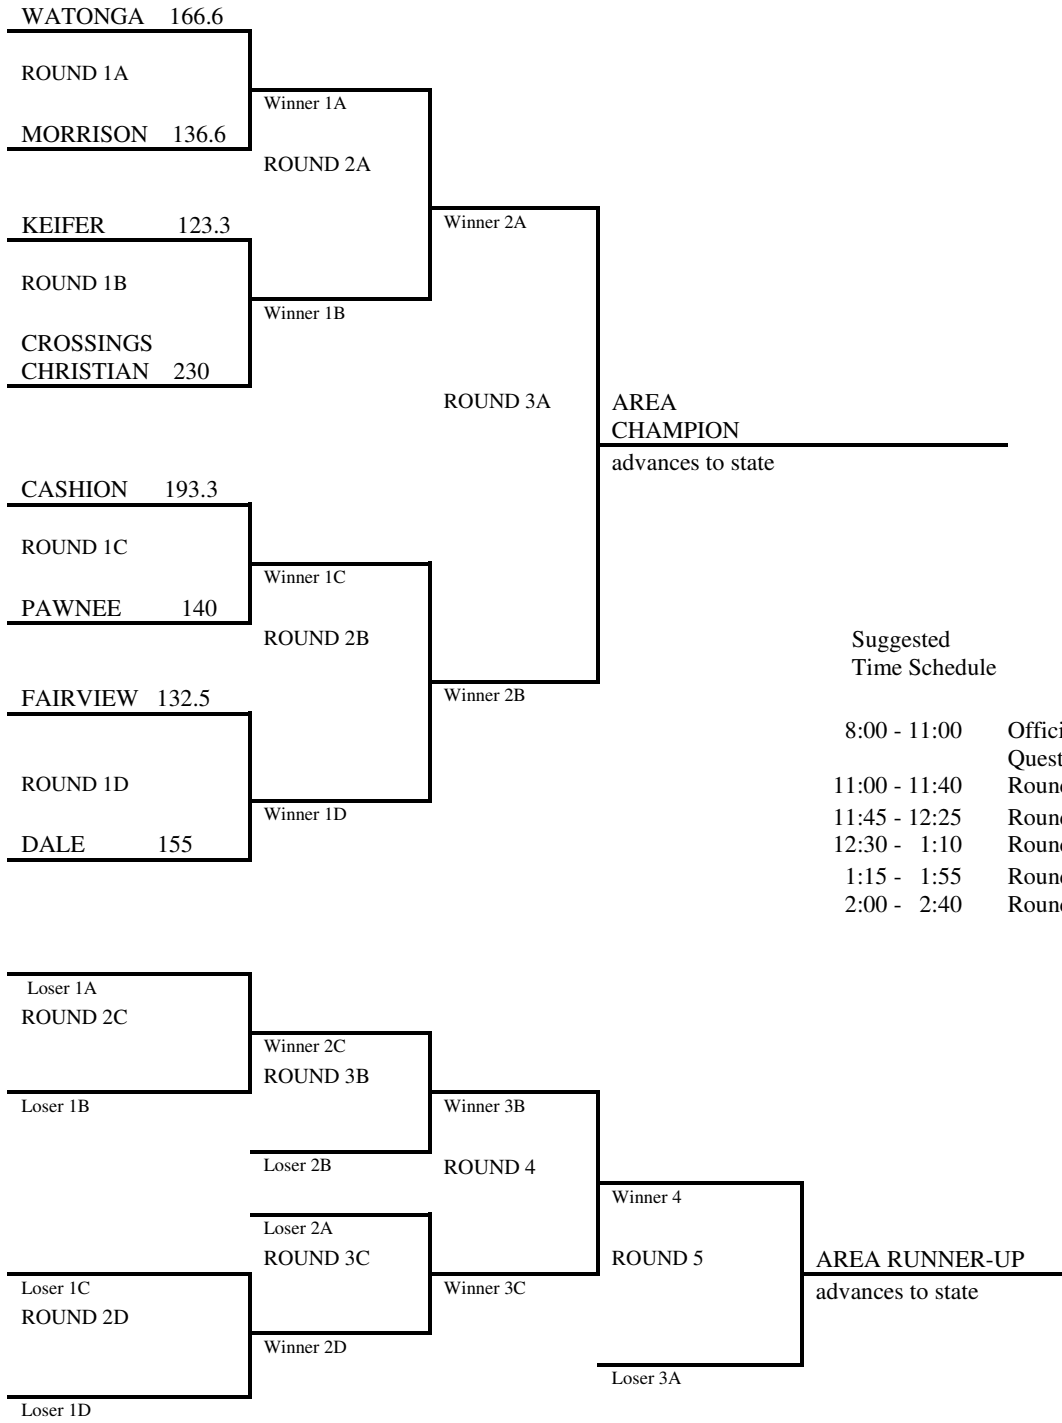 WATONGA 166.6
ROUND 1A
Winner 1A
MORRISON 136.6
ROUND 2A
KEIFER 123.3
Winner 2A
ROUND 1B
Winner 1B
CROSSINGS
CHRISTIAN 230
ROUND 3A
AREA
CHAMPION
advances to state
CASHION 193.3
ROUND 1C
Winner 1C
PAWNEE 140
ROUND 2B
Winner 2B
FAIRVIEW 132.5
ROUND 1D
Winner 1D
DALE 155
Suggested
Time Schedule
8:00 - 11:00
11:00 - 11:40
11:45 - 12:25
12:30 - 1:10
1:15 - 1:55
2:00 - 2:40
Loser 1A
ROUND 2C
Winner 2C
ROUND 3B
Loser 1B
Winner 3B
Loser 2B
ROUND 4
Winner 4
Loser 2A
ROUND 3C
ROUND 5
AREA RUNNER-UP
advances to state
Loser 1C
Winner 3C
ROUND 2D
Winner 2D
Loser 3A
Loser 1D